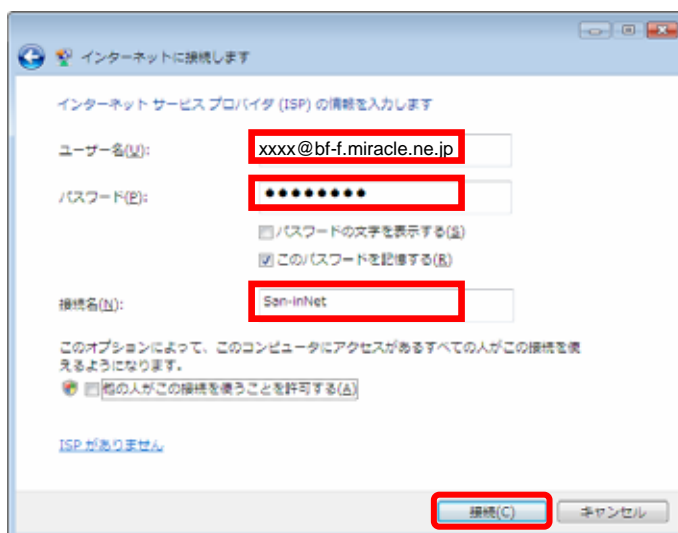 インターネットに接続します
インターネット サービス プロバイダ (ISP) の情報を入力します
ユーザー名(U):
xxxx@bf-f.miracle.ne.jp
パスワード(P):
●●●●●●●●
パスワードの文字を表示する(S)
このパスワードを記憶する(R)
接続名(N):
San-inNet
このオプションによって、このコンピュータにアクセスがあるすべての人がこの接続を使
えるようになります。
他の人がこの接続を使うことを許可する(A)
ISP がありません
接続(C)
キャンセル